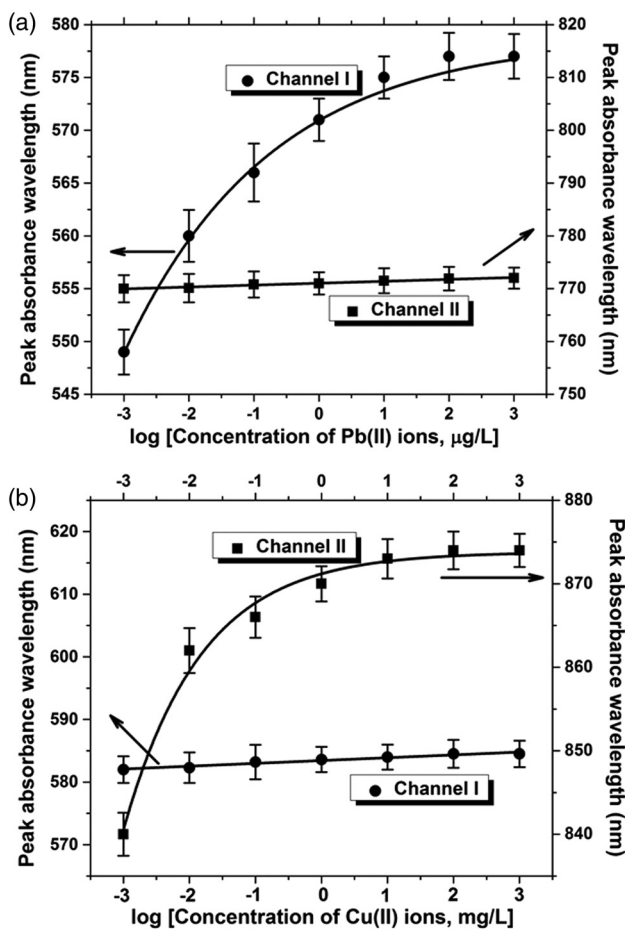 (a)
580
575
570
565
560
555
550
545
Peak absorbance wavelength (nm)
Channel I
Channel II
820
810
800
790
780
770
760
750
Peak absorbance wavelength (nm)
-3 -2 -1 0 1 2 3
log [Concentration of Pb(II) ions, μg/L]
(b)
-3 -2 -1 0 1 2 3
620
610
600
590
580
570
Peak absorbance wavelength (nm)
Channel II
Channel I
880
870
860
850
840
Peak absorbance wavelength (nm)
-3 -2 -1 0 1 2 3
log [Concentration of Cu(II) ions, mg/L]